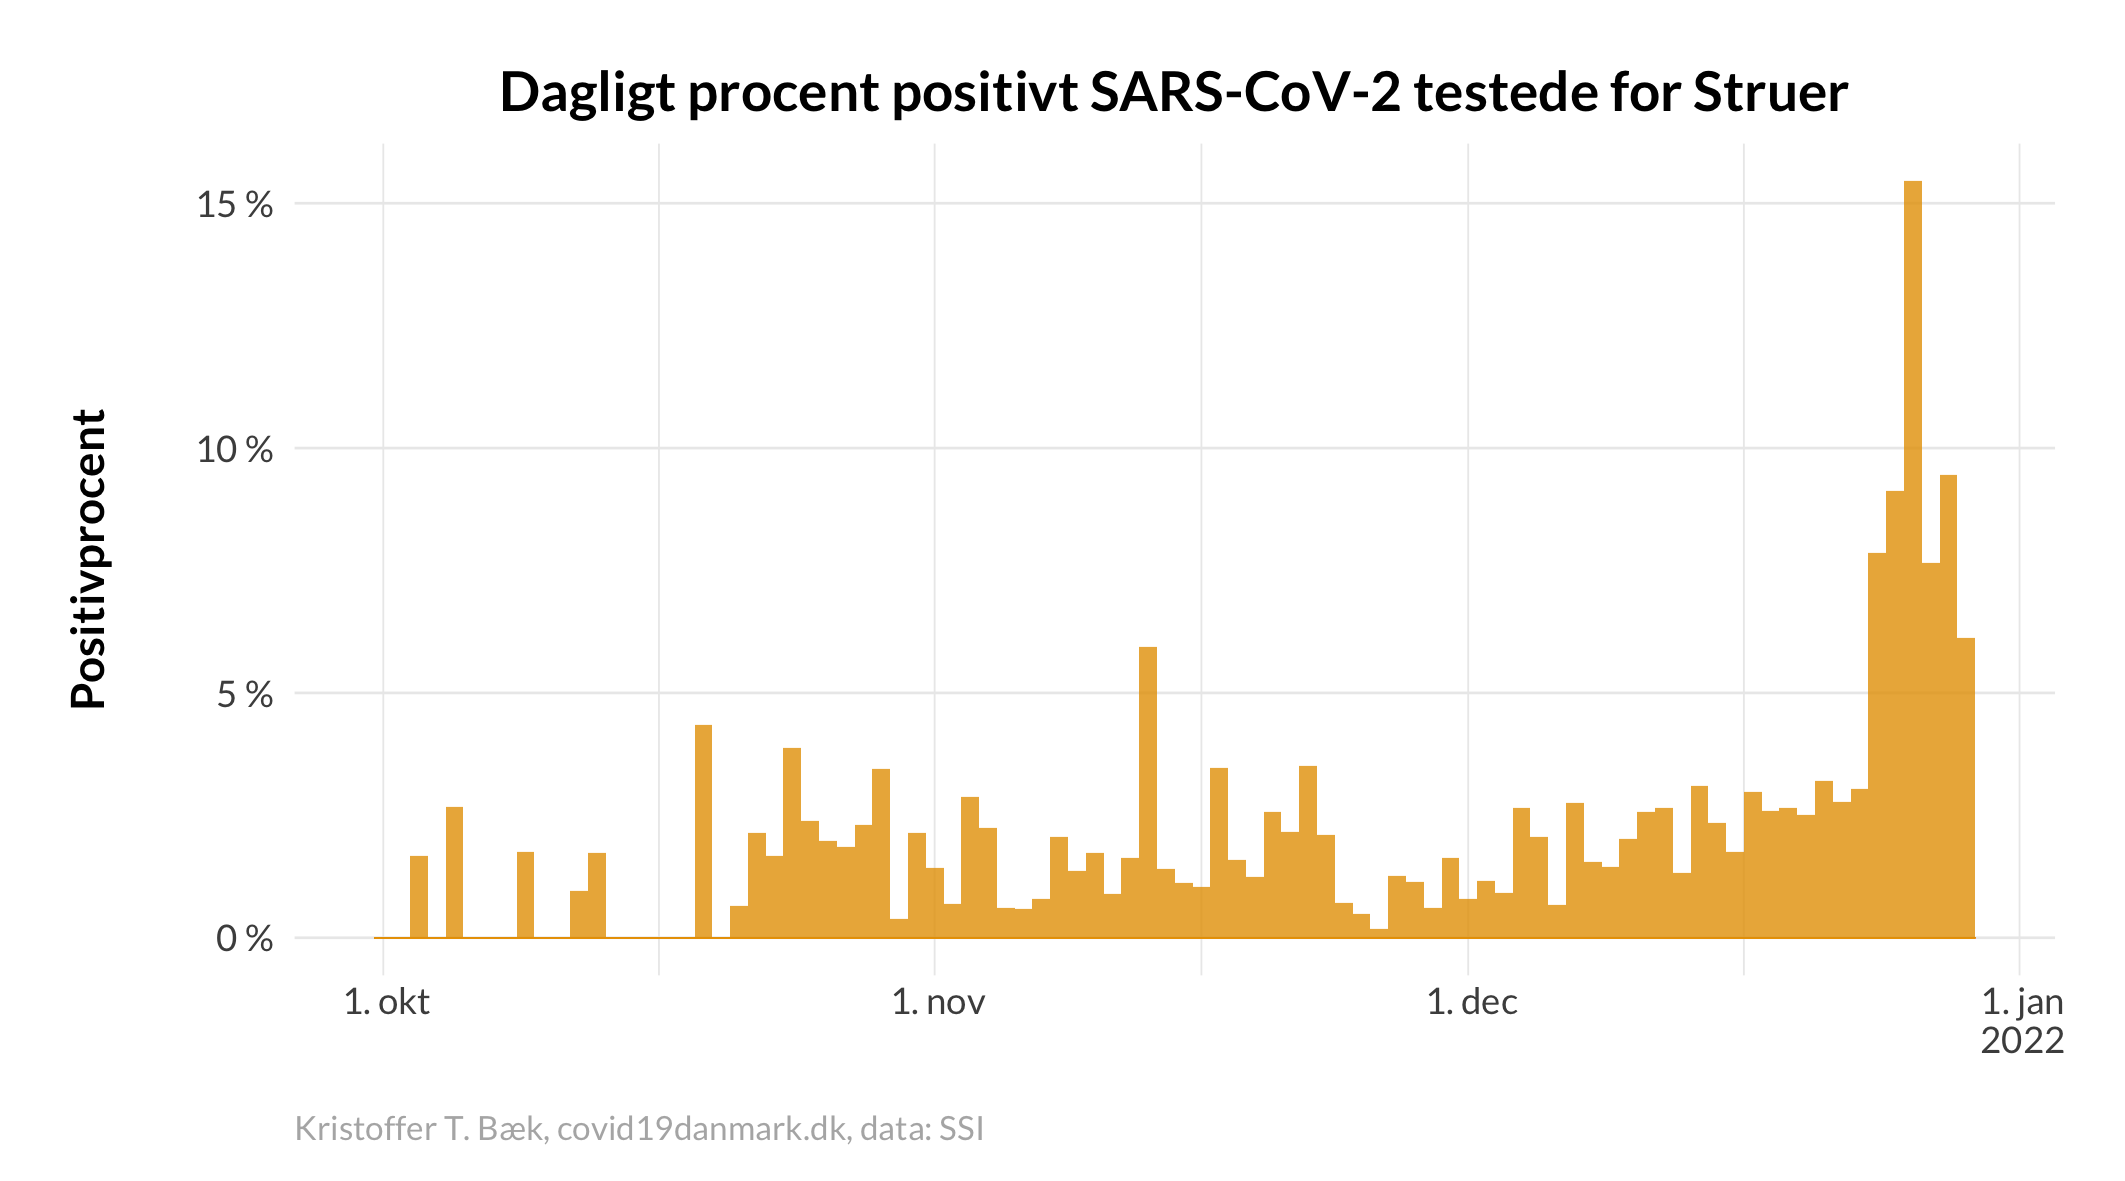 Dagligt procent positivt SARS-CoV-2 testede for Struer
Positivprocent
15 %
10 %
5 %
0 %
1. okt
1. nov
1. dec
1. jan
2022
Kristoffer T. Bæk, covid19danmark.dk, data: SSI